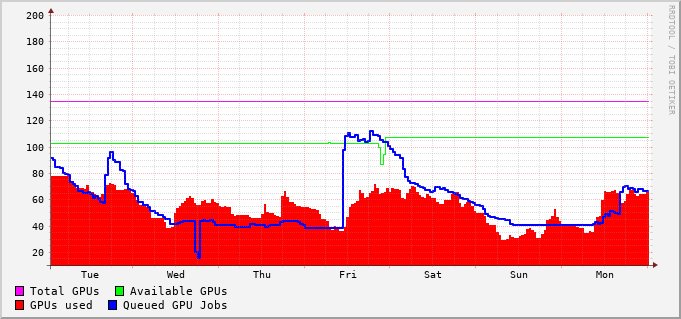 200
180
160
140
120
100
80
60
40
20
Tue Wed Thu Fri Sat Sun Mon
Total GPUs Available GPUs
GPUs used Queued GPU Jobs
RRDTOOL / TOBI OETIKER